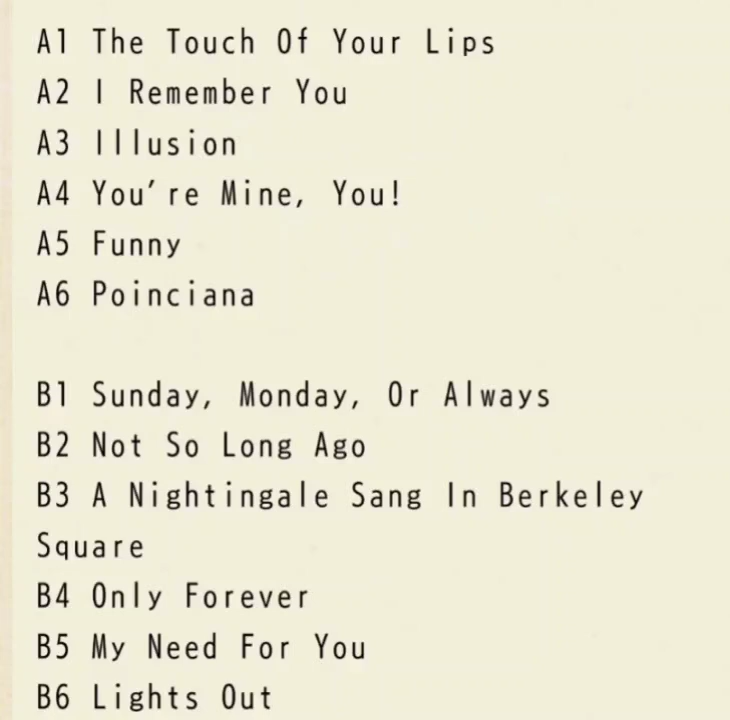 A1 The Touch Of Your Lips
A2 I Remember You
A3 Illusion
A4 You're Mine, You!
A5 Funny
A6 Poinciana
B1 Sunday, Monday, Or Always
B2 Not So Long Ago
B3 A Nightingale Sang In Berkeley
Square
B4 Only Forever
B5 My Need For You
B6 Lights Out